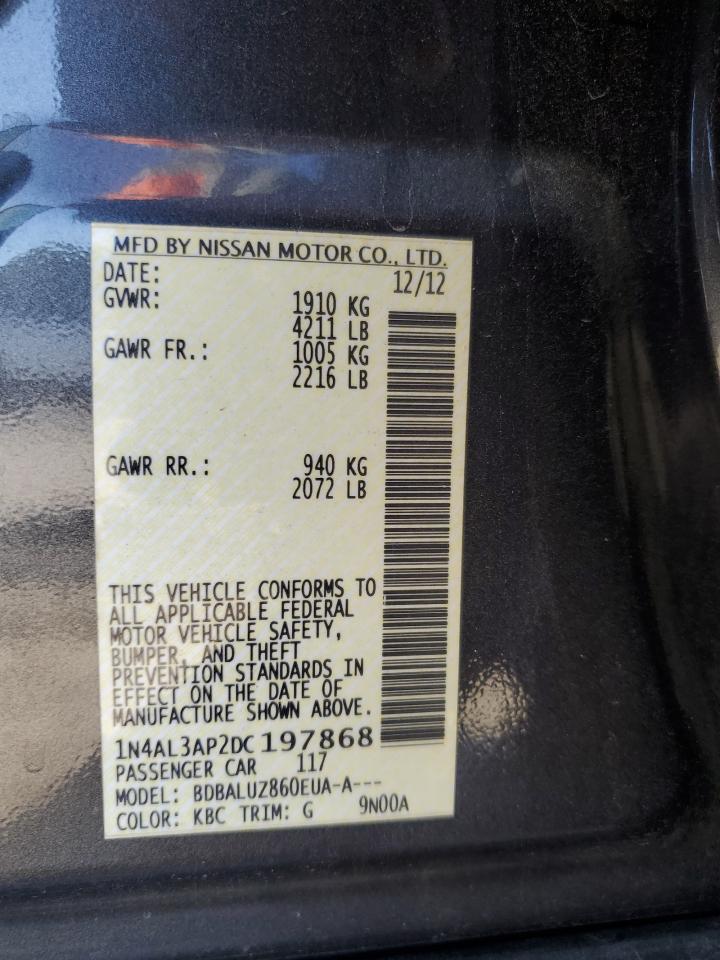 MFD BY NISSAN MOTOR CO., LTD.
DATE: 12/12
GVWR: 1910 KG
4211 LB
GAWR FR.: 1005 KG
2216 LB
GAWR RR.: 940 KG
2072 LB
THIS VEHICLE CONFORMS TO
ALL APPLICABLE FEDERAL
MOTOR VEHICLE SAFETY,
BUMPER, AND THEFT
PREVENTION STANDARDS IN
EFFECT ON THE DATE OF
MANUFACTURE SHOWN ABOVE.
1N4AL3AP2DC197868
PASSENGER CAR 117
MODEL: BDBALUZ860EUA-A---
COLOR: KBC TRIM: G 9N00A